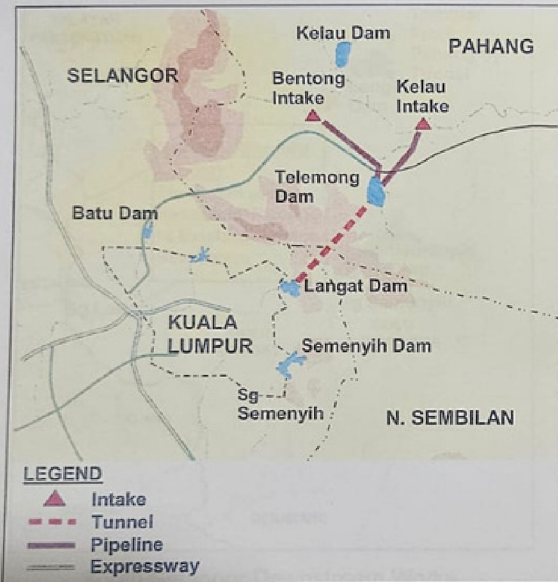 Kelau Dam
PAHANG
SELANGOR
Bentong
Intake
Kelau
Intake
Telemong
Dam
Batu Dam
Langat Dam
KUALA
LUMPUR
Semenyih Dam
Sg
Semenyih
N. SEMBILAN
LEGEND
Intake
Tunnel
Pipeline
Expressway